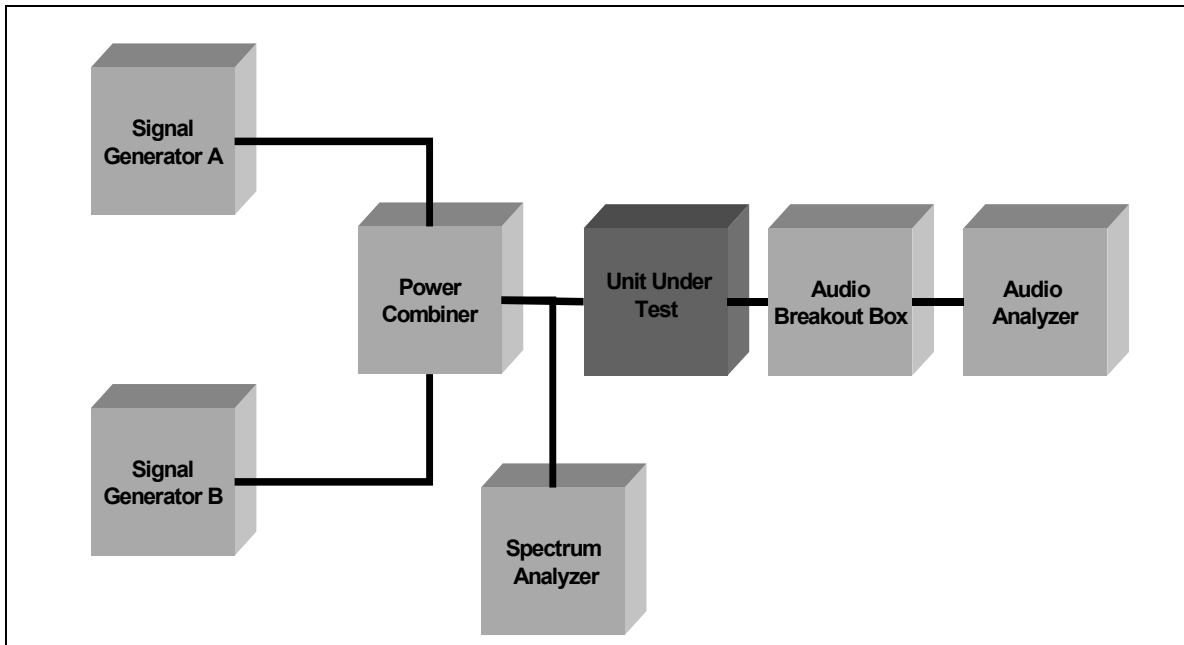 Signal
Generator A
Power
Combiner
Unit Under
Test
Audio
Breakout Box
Audio
Analyzer
Signal
Generator B
Spectrum
Analyzer